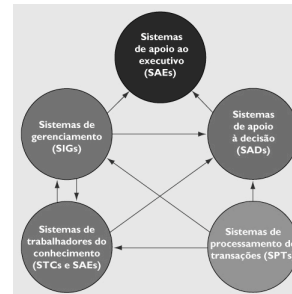 Sistemas
de apoio ao
executivo
(SAEs)
Sistemas de
gerenciamento
(SIGs)
Sistemas
de apoio
à decisão
(SADs)
Sistemas de
trabalhadores do
conhecimento
(STCs e SAEs)
Sistemas de
processamento de
transações (SPTs)